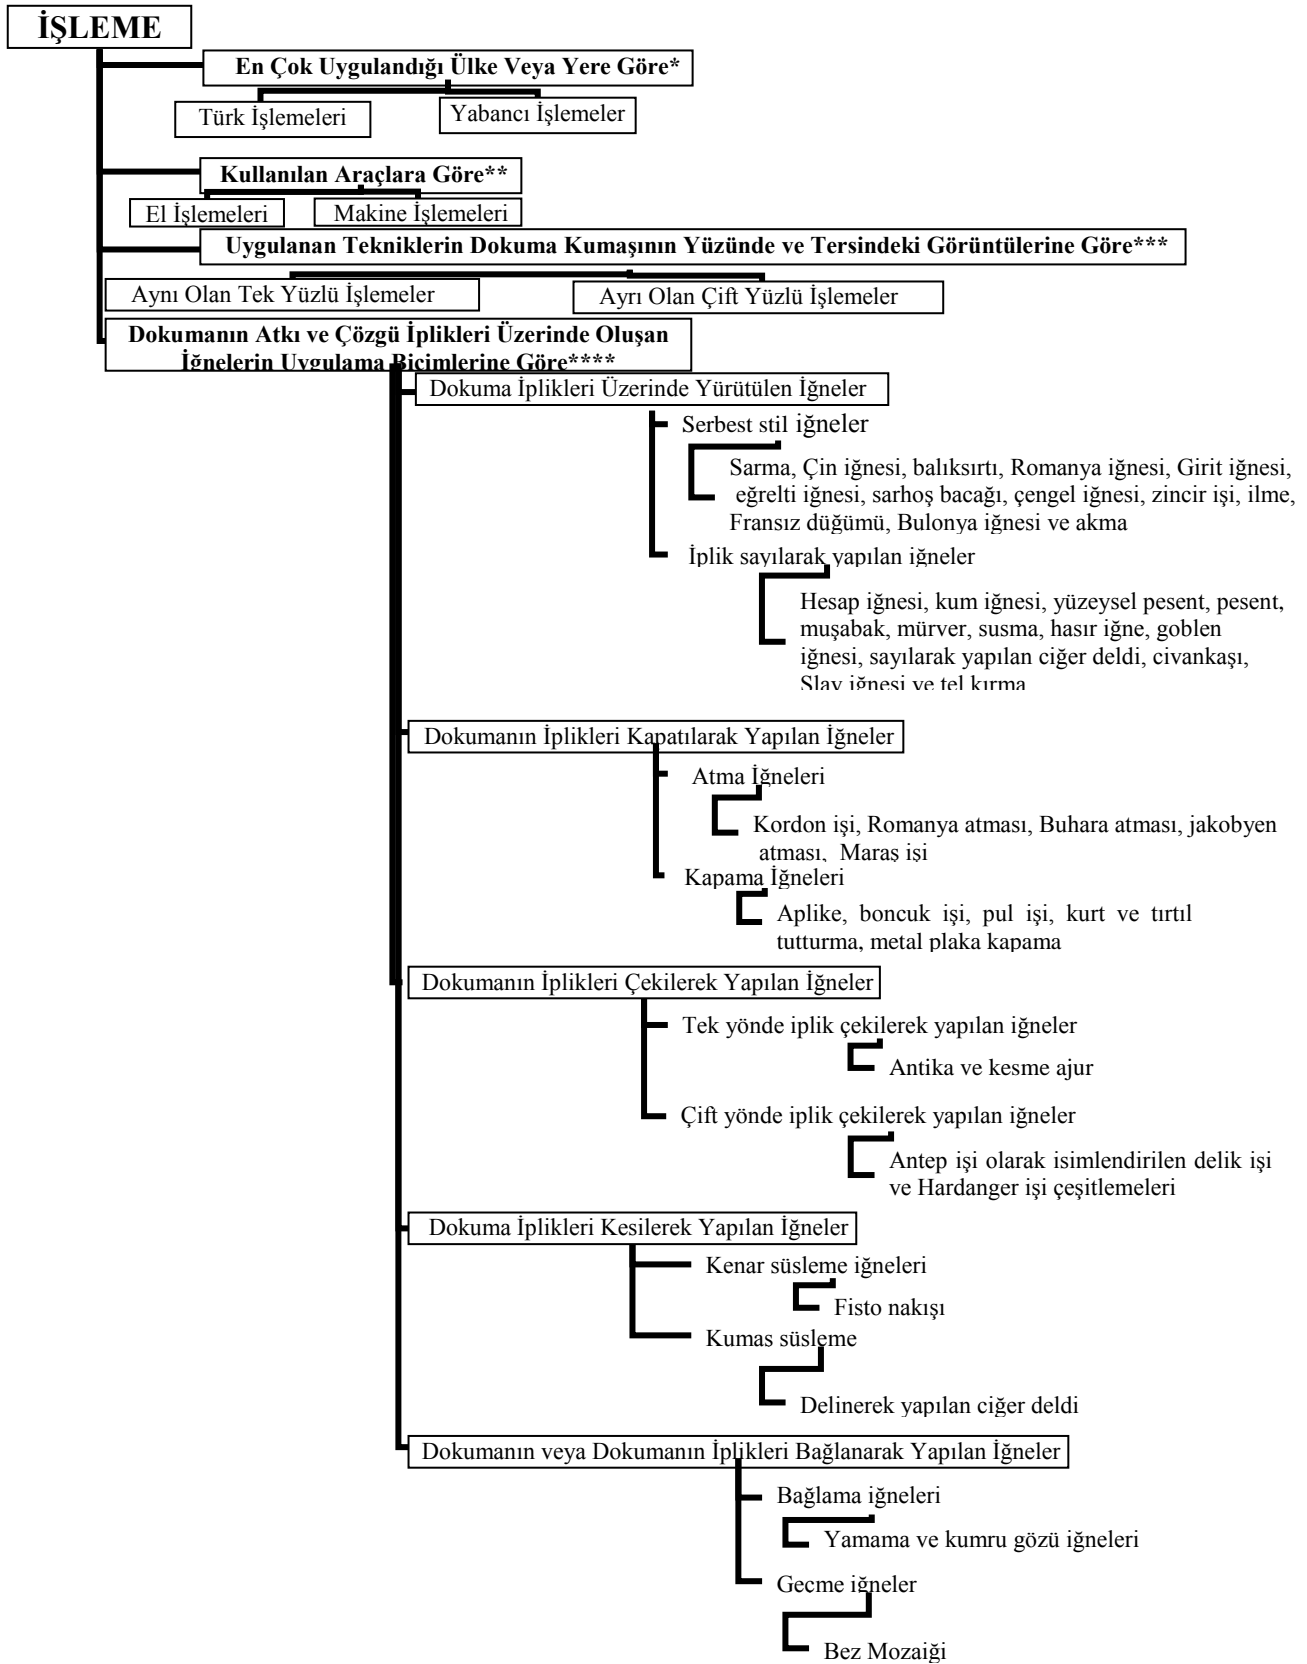 İŞLEME
En Çok Uygulandığı Ülke Veya Yere Göre*
Türk İşlemeleri
Yabancı İşlemeler
Kullanılan Araçlara Göre**
El İşlemeleri
Makine İşlemeleri
Uygulanan Tekniklerin Dokuma Kumaşının Yüzünde ve Tersindeki Görüntülerine Göre***
Aynı Olan Tek Yüzlü İşlemeler
Ayrı Olan Çift Yüzlü İşlemeler
Dokumanın Atkı ve Çözgü İplikleri Üzerinde Oluşan
İğnelerin Uygulama Biçimlerine Göre****
Dokuma İplikleri Üzerinde Yürütülen İğneler
Serbest stil iğneler
Sarma, Çin iğnesi, balıksırtı, Romanya iğnesi, Girit iğnesi,
eğrelti iğnesi, sarhoş bacağı, çengel iğnesi, zincir işi, ilme,
Fransız düğümü, Bulonya iğnesi ve akma
İplik sayılarak yapılan iğneler
Hesap iğnesi, kum iğnesi, yüzeysel pesent, pesent,
muşabak, mürver, susma, hasır iğne, goblen
iğnesi, sayılarak yapılan ciğer deldi, civankaşı,
Slav iğnesi ve tel kırma
Dokumanın İplikleri Kapatılarak Yapılan İğneler
Atma İğneleri
Kordon işi, Romanya atması, Buhara atması, jakobyen
atması, Maraş işi
Kapama İğneleri
Aplike, boncuk işi, pul işi, kurt ve tırtıl
tutturma, metal plaka kapama
Dokumanın İplikleri Çekilerek Yapılan İğneler
Tek yönde iplik çekilerek yapılan iğneler
Antika ve kesme ajur
Çift yönde iplik çekilerek yapılan iğneler
Antep işi olarak isimlendirilen delik işi
ve Hardanger işi çeşitlemeleri
Dokuma İplikleri Kesilerek Yapılan İğneler
Kenar süsleme iğneleri
Fisto nakışı
Kumaş süsleme
Delinerek yapılan ciğer deldi
Dokumanın veya Dokumanın İplikleri Bağlanarak Yapılan İğneler
Bağlama iğneleri
Yamama ve kumru gözü iğneleri
Geçme iğneler
Bez Mozaiği